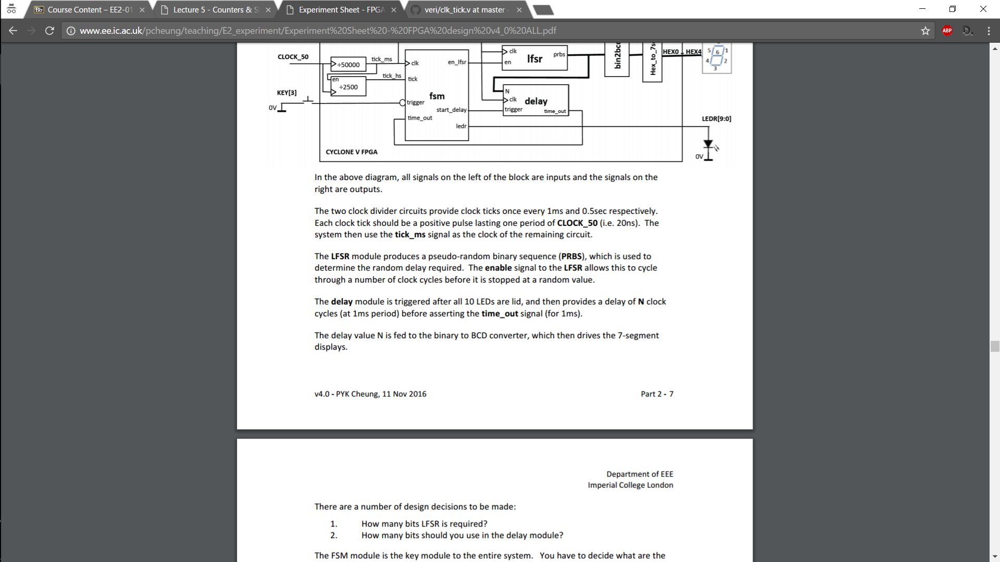 Bb Course Content – EE2-01
Lecture 5 - Counters & S
Experiment Sheet - FPGA
veri/clk_tick.v at master
www.ee.ic.ac.uk/pcheung/teaching/E2_experiment/Experiment%20Sheet%20-%20FPGA%20design%20v4_0%20ALL.pdf
ABP
CLOCK_50
÷50000
tick_ms
clk
en_lfsr
clk
en
lfsr
prbs
bin2bcd
Hex_to_7s
HEX0 - HEX4
5 6 1
4 2
3
en
÷2500
tick_hs
tick
KEY[3]
0V
trigger
fsm
start_delay
time_out
ledr
N
clk
delay
trigger
time_out
LEDR[9:0]
0V
CYCLONE V FPGA
In the above diagram, all signals on the left of the block are inputs and the signals on the
right are outputs.
The two clock divider circuits provide clock ticks once every 1ms and 0.5sec respectively.
Each clock tick should be a positive pulse lasting one period of CLOCK_50 (i.e. 20ns). The
system then use the tick_ms signal as the clock of the remaining circuit.
The LFSR module produces a pseudo-random binary sequence (PRBS), which is used to
determine the random delay required. The enable signal to the LFSR allows this to cycle
through a number of clock cycles before it is stopped at a random value.
The delay module is triggered after all 10 LEDs are lid, and then provides a delay of N clock
cycles (at 1ms period) before asserting the time_out signal (for 1ms).
The delay value N is fed to the binary to BCD converter, which then drives the 7-segment
displays.
v4.0 - PYK Cheung, 11 Nov 2016
Part 2 - 7
Department of EEE
Imperial College London
There are a number of design decisions to be made:
1. How many bits LFSR is required?
2. How many bits should you use in the delay module?
The FSM module is the key module to the entire system. You have to decide what are the